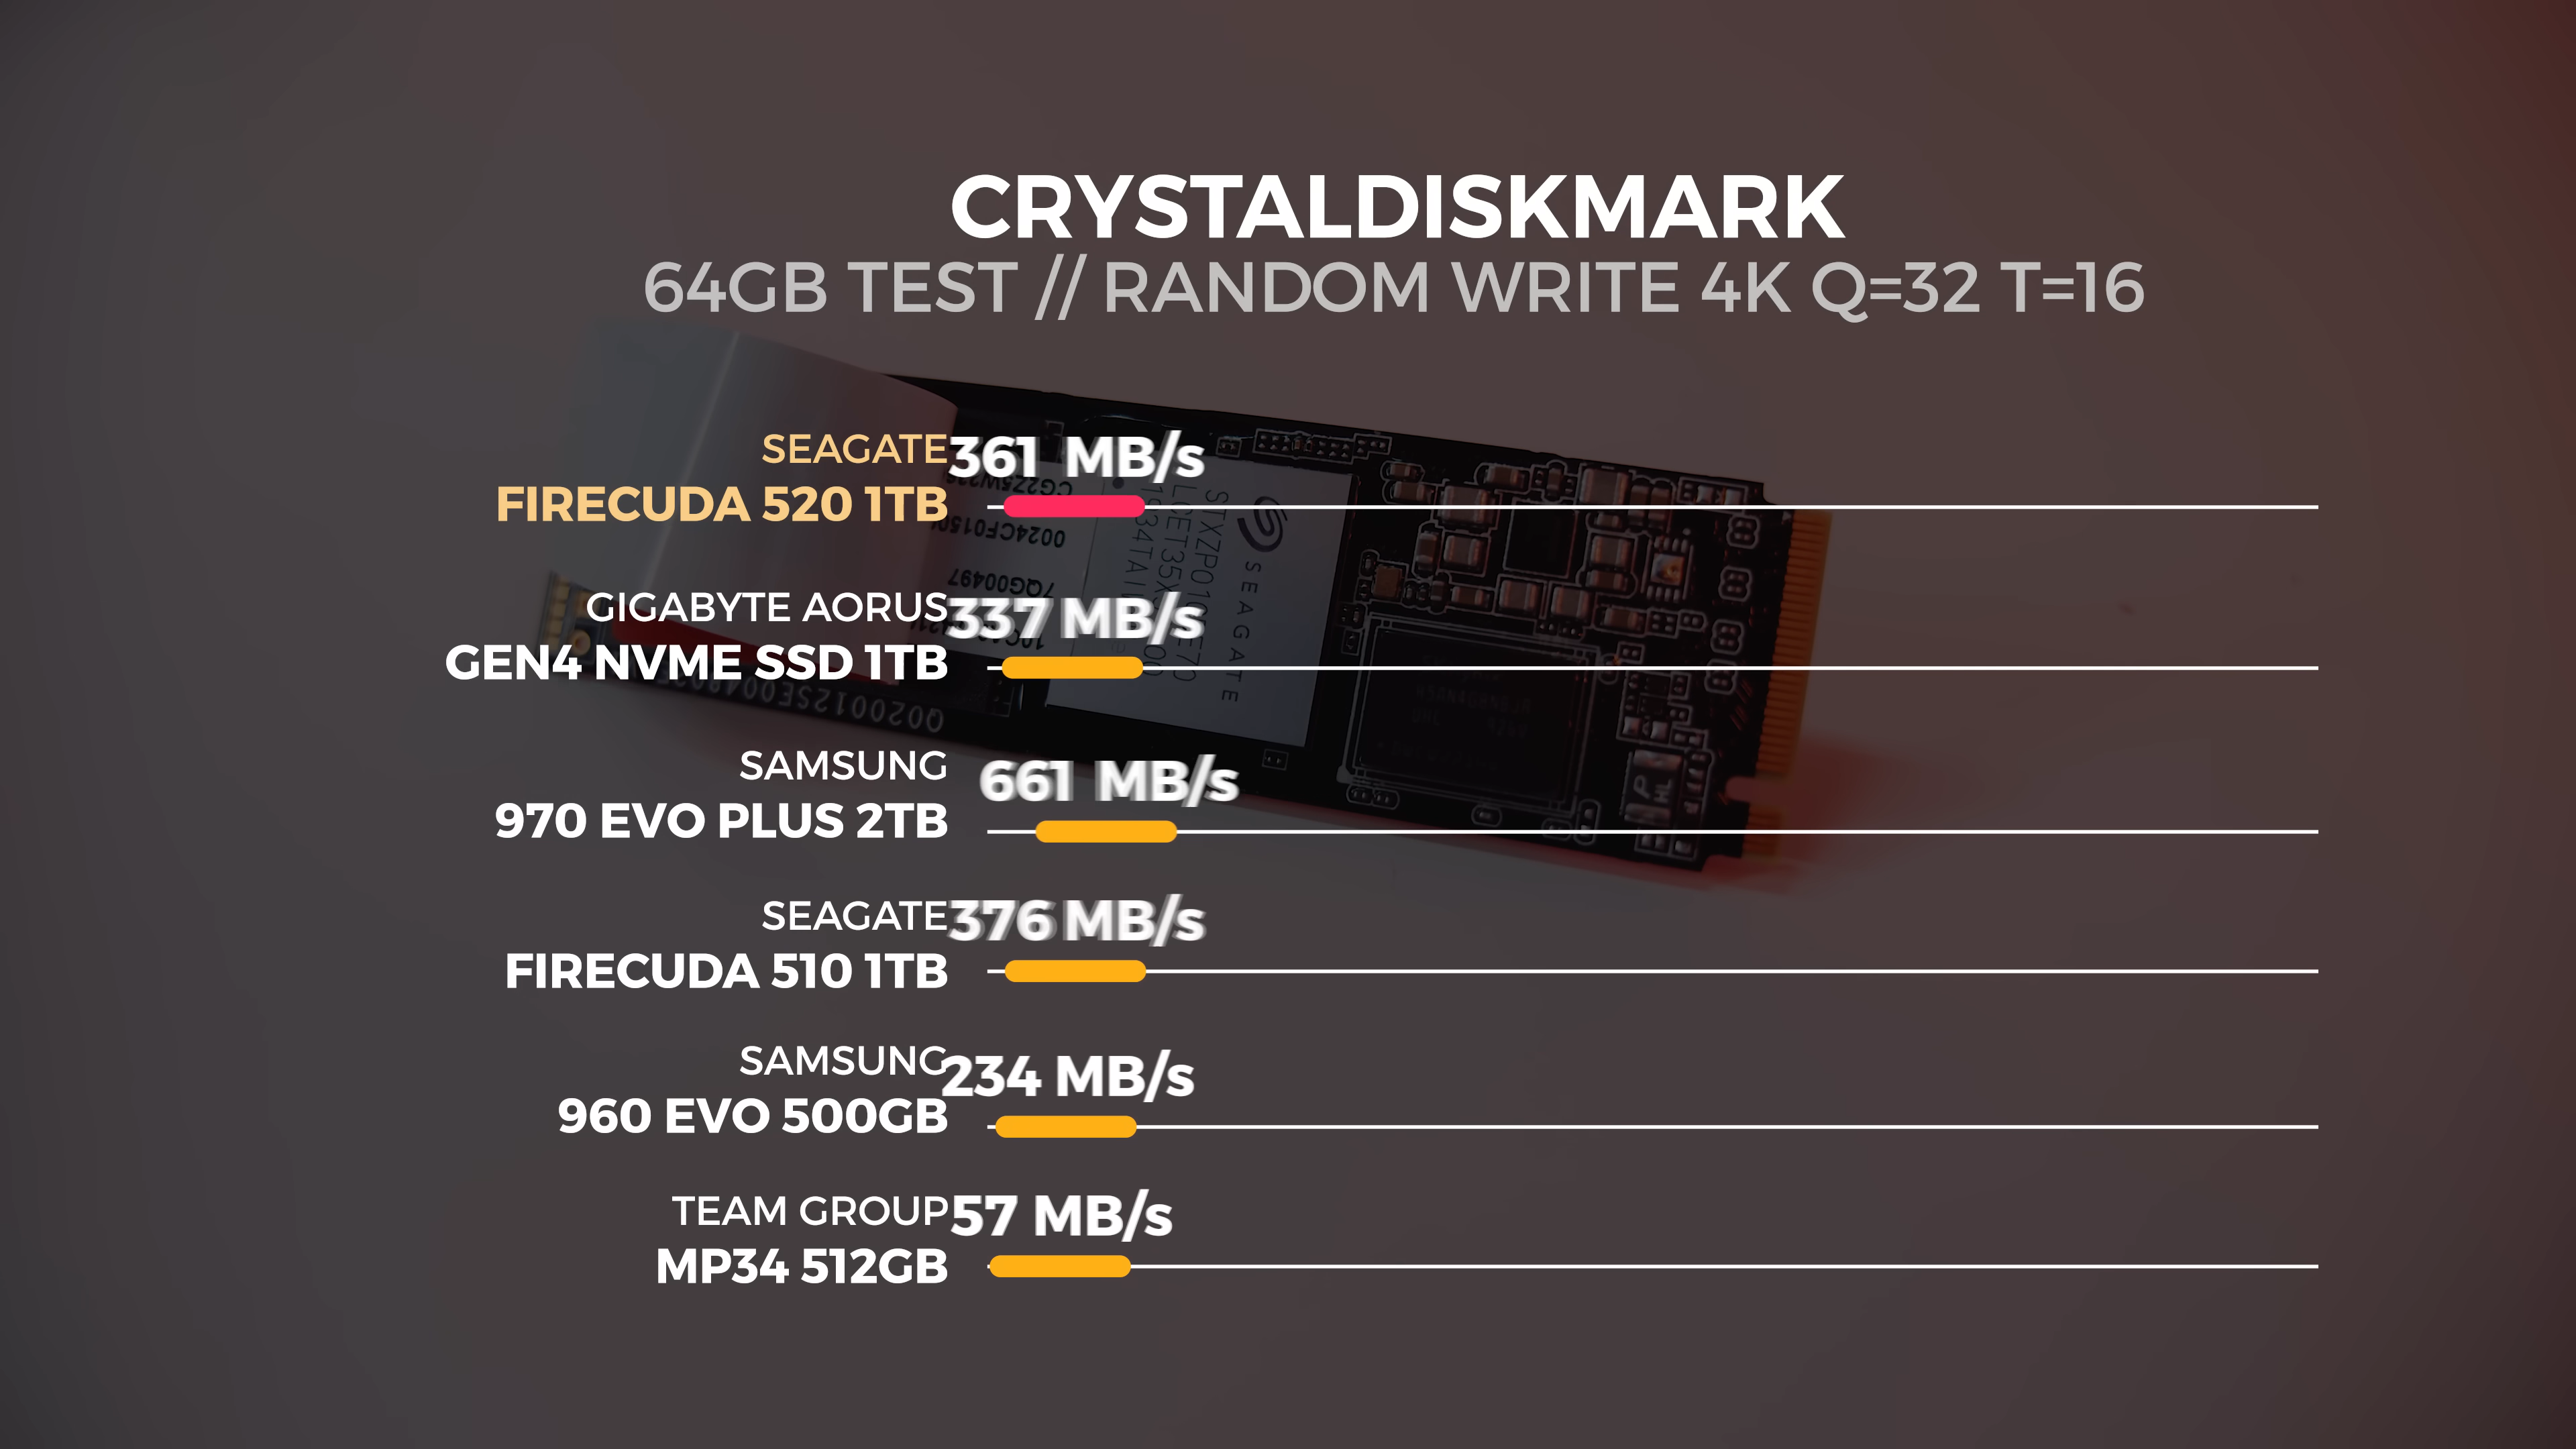 CRYSTALDISKMARK
64GB TEST // RANDOM WRITE 4K Q=32 T=16
SEAGATE
FIRECUDA 520 1TB
361 MB/s
GIGABYTE AORUS
GEN4 NVME SSD 1TB
337 MB/s
SAMSUNG
970 EVO PLUS 2TB
661 MB/s
SEAGATE
FIRECUDA 510 1TB
376 MB/s
SAMSUNG
960 EVO 500GB
234 MB/s
TEAM GROUP
MP34 512GB
57 MB/s
SEAGATE
7QG00497